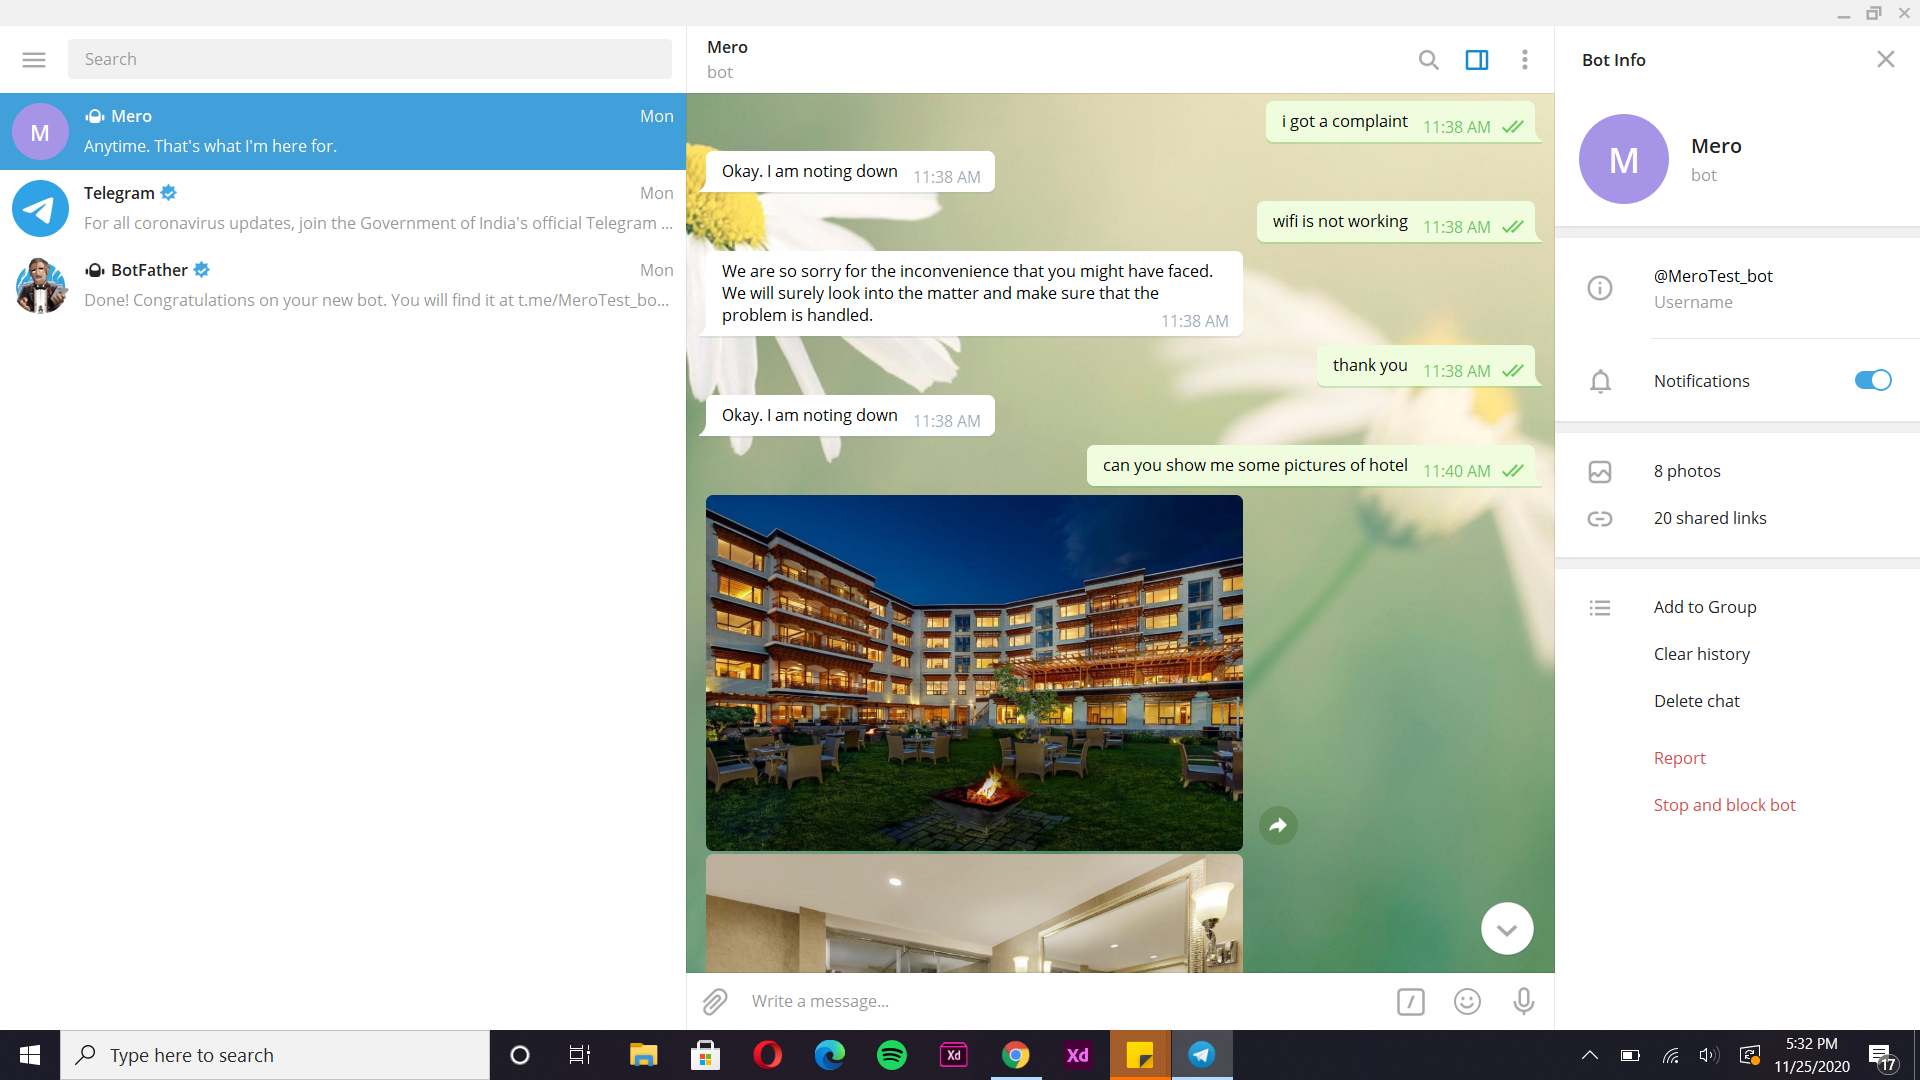 Search
Mero
Mon
Anytime. That's what I'm here for.
M
Telegram
Mon
For all coronavirus updates, join the Government of India's official Telegram ...
BotFather
Mon
Done! Congratulations on your new bot. You will find it at t.me/MeroTest_bo...
Mero
bot
i got a complaint 11:38 AM
Okay. I am noting down 11:38 AM
wifi is not working 11:38 AM
We are so sorry for the inconvenience that you might have faced.
We will surely look into the matter and make sure that the
problem is handled. 11:38 AM
thank you 11:38 AM
Okay. I am noting down 11:38 AM
can you show me some pictures of hotel 11:40 AM
Write a message...
Bot Info
M
Mero
bot
@MeroTest_bot
Username
Notifications
8 photos
20 shared links
Add to Group
Clear history
Delete chat
Report
Stop and block bot
Type here to search
Xd
Xd
5:32 PM
11/25/2020
17